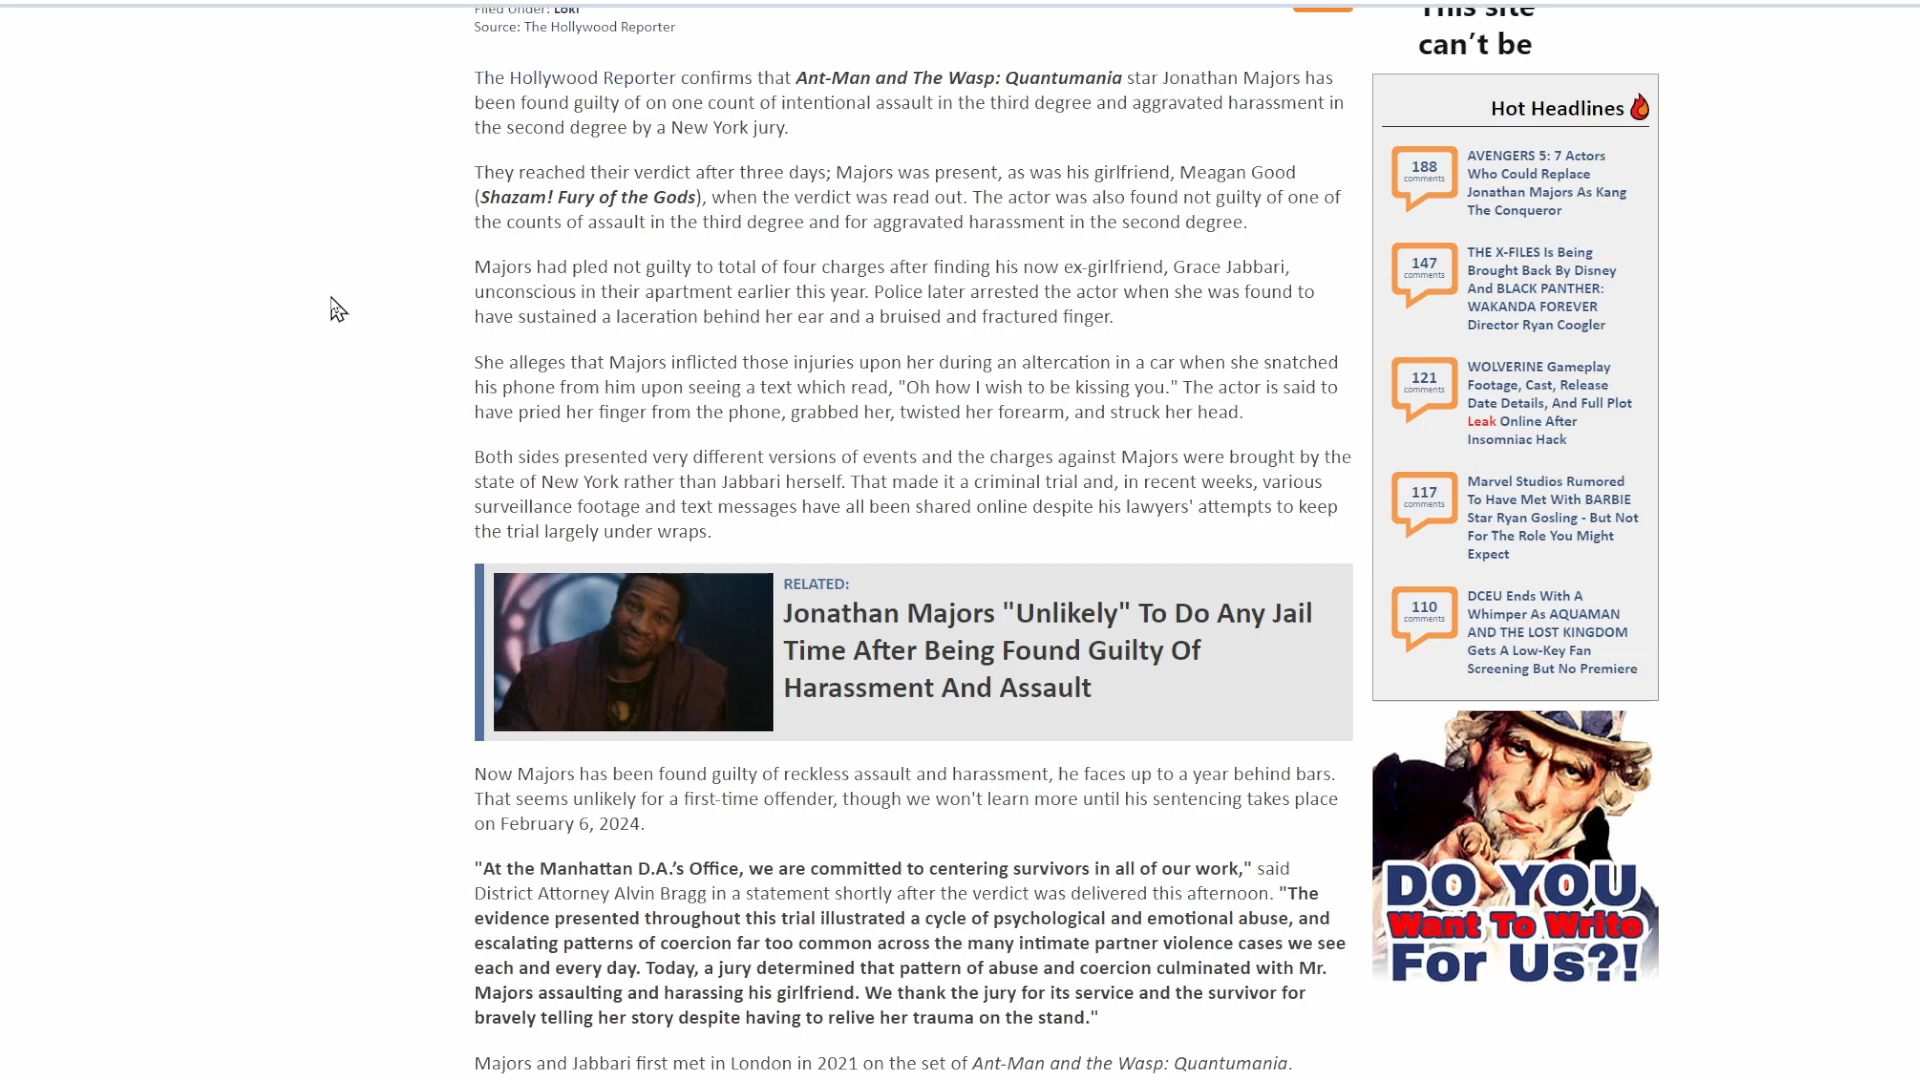 Filed Under: Loki
Source: The Hollywood Reporter
The Hollywood Reporter confirms that Ant-Man and The Wasp: Quantumania star Jonathan Majors has
been found guilty of on one count of intentional assault in the third degree and aggravated harassment in
the second degree by a New York jury.
They reached their verdict after three days; Majors was present, as was his girlfriend, Meagan Good
(Shazam! Fury of the Gods), when the verdict was read out. The actor was also found not guilty of one of
the counts of assault in the third degree and for aggravated harassment in the second degree.
Majors had pled not guilty to total of four charges after finding his now ex-girlfriend, Grace Jabbari,
unconscious in their apartment earlier this year. Police later arrested the actor when she was found to
have sustained a laceration behind her ear and a bruised and fractured finger.
She alleges that Majors inflicted those injuries upon her during an altercation in a car when she snatched
his phone from him upon seeing a text which read, "Oh how I wish to be kissing you." The actor is said to
have pried her finger from the phone, grabbed her, twisted her forearm, and struck her head.
Both sides presented very different versions of events and the charges against Majors were brought by the
state of New York rather than Jabbari herself. That made it a criminal trial and, in recent weeks, various
surveillance footage and text messages have all been shared online despite his lawyers' attempts to keep
the trial largely under wraps.
RELATED:
Jonathan Majors "Unlikely" To Do Any Jail
Time After Being Found Guilty Of
Harassment And Assault
Now Majors has been found guilty of reckless assault and harassment, he faces up to a year behind bars.
That seems unlikely for a first-time offender, though we won't learn more until his sentencing takes place
on February 6, 2024.
"At the Manhattan D.A.’s Office, we are committed to centering survivors in all of our work," said
District Attorney Alvin Bragg in a statement shortly after the verdict was delivered this afternoon. "The
evidence presented throughout this trial illustrated a cycle of psychological and emotional abuse, and
escalating patterns of coercion far too common across the many intimate partner violence cases we see
each and every day. Today, a jury determined that pattern of abuse and coercion culminated with Mr.
Majors assaulting and harassing his girlfriend. We thank the jury for its service and the survivor for
bravely telling her story despite having to relive her trauma on the stand."
Majors and Jabbari first met in London in 2021 on the set of Ant-Man and the Wasp: Quantumania.
This site
can’t be
Hot Headlines
188
comments
AVENGERS 5: 7 Actors
Who Could Replace
Jonathan Majors As Kang
The Conqueror
147
comments
THE X-FILES Is Being
Brought Back By Disney
And BLACK PANTHER:
WAKANDA FOREVER
Director Ryan Coogler
121
comments
WOLVERINE Gameplay
Footage, Cast, Release
Date Details, And Full Plot
Leak Online After
Insomniac Hack
117
comments
Marvel Studios Rumored
To Have Met With BARBIE
Star Ryan Gosling - But Not
For The Role You Might
Expect
110
comments
DCEU Ends With A
Whimper As AQUAMAN
AND THE LOST KINGDOM
Gets A Low-Key Fan
Screening But No Premiere
DO YOU
Want To Write
For Us?!